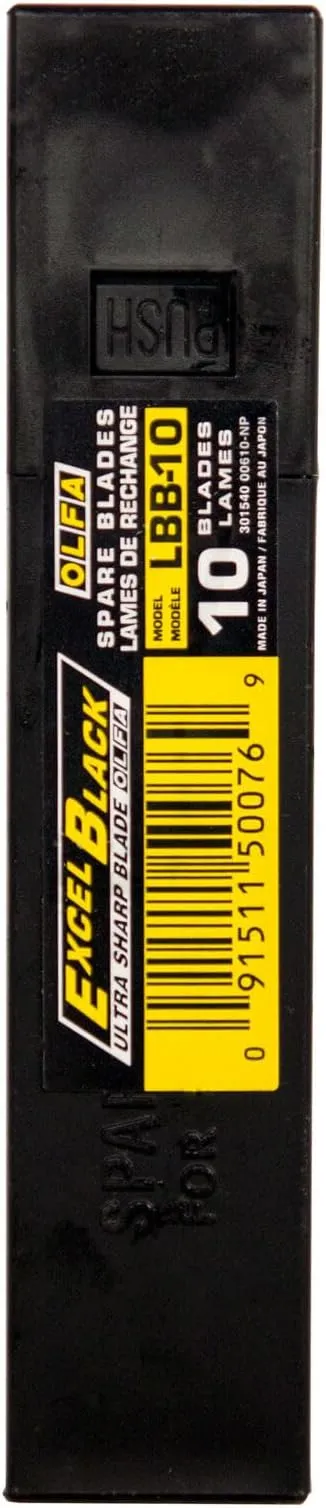 PUSH
EXCEL BLACK
ULTRA SHARP BLADE OLFA
OLFA
SPARE BLADES
LAMES DE RECHANGE
MODEL
MODÈLE
LBB-10
10
BLADES
LAMES
301540 00610-NP
MADE IN JAPAN / FABRIQUE AU JAPON
0 91511 50076 9
FOR